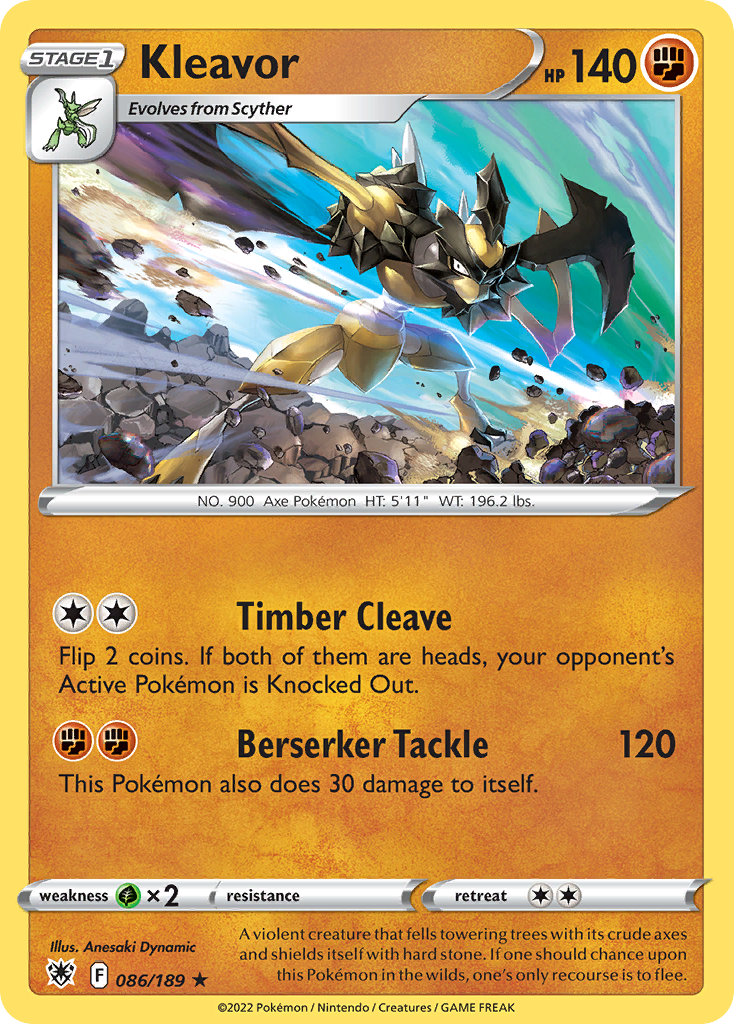 STAGE1
Kleavor
HP 140
Evolves from Scyther
NO. 900 Axe Pokémon HT: 5'11" WT: 196.2 lbs.
Timber Cleave
Flip 2 coins. If both of them are heads, your opponent's
Active Pokémon is Knocked Out.
Berserker Tackle 120
This Pokémon also does 30 damage to itself.
weakness ×2 resistance retreat
Illus. Anesaki Dynamic
F 086/189 ★
A violent creature that fells towering trees with its crude axes
and shields itself with hard stone. If one should chance upon
this Pokémon in the wilds, one's only recourse is to flee.
©2022 Pokémon / Nintendo / Creatures / GAME FREAK